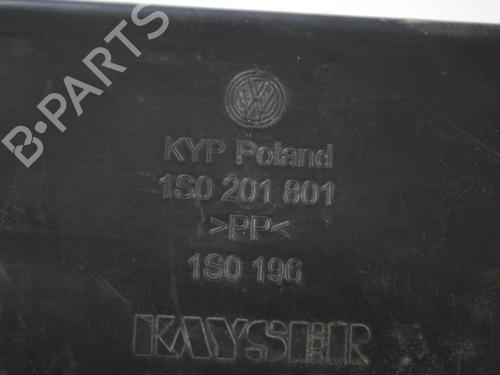 B-PARTS
KYP Poland
1S0 201 801
>PP<
1S0 196
KAYSER